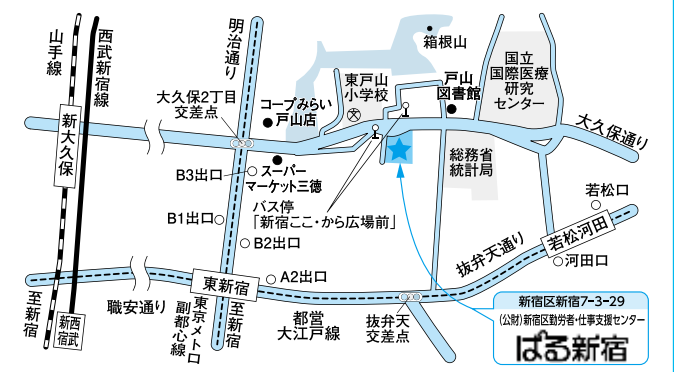 山手線
西武新宿線
明治通り
箱根山
国立
国際医療
研究
センター
東戸山
小学校
戸山
図書館
大久保2丁目
交差点
コープみらい
戸山店
新大久保
大久保通り
B3出口
スーパー
マーケット三徳
総務省
統計局
バス停
「新宿ここ・から広場前」
若松口
B1出口
B2出口
若松河田
河田口
抜弁天通り
A2出口
東新宿
至新宿
西武
新宿
職安通り
東京メトロ
副都心線
至新宿
都営
大江戸線
抜弁天
交差点
新宿区新宿7-3-29
(公財)新宿区勤労者・仕事支援センター
ぱる新宿